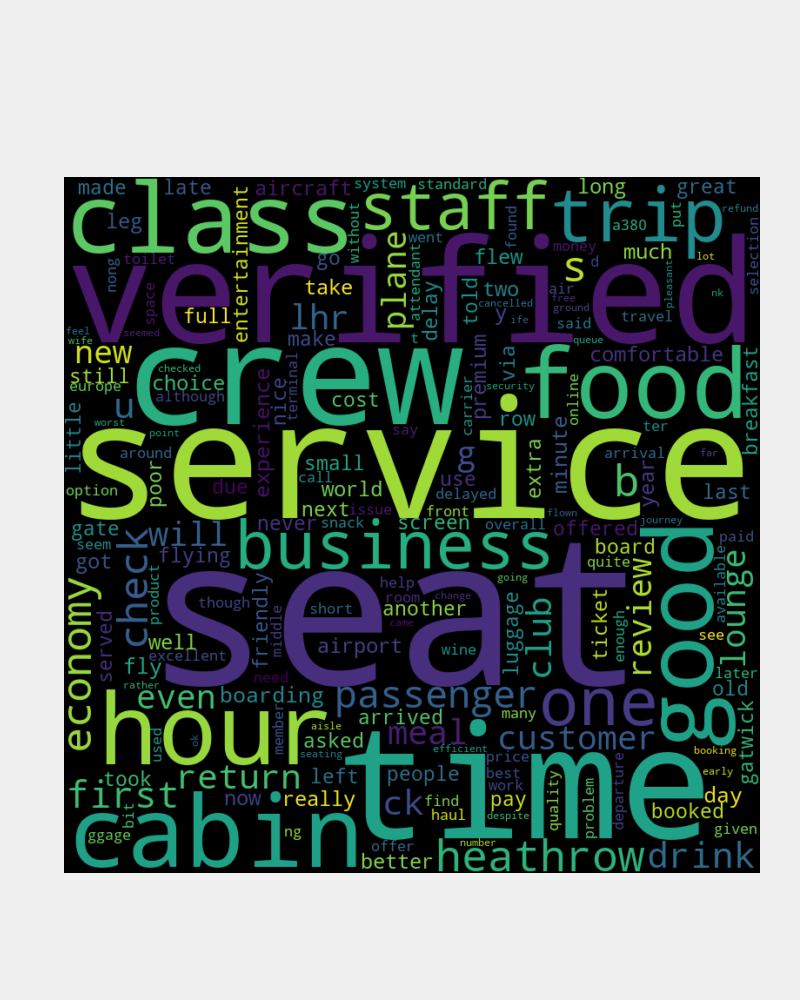 made late aircraft system standard long great
class staff trip
leg entertainment go without went found a380 put refund
verified
nong toilet plane flew s d money much lot selection
space full take lhr delay attendant told two cancelled air free ground pleasant nk
y ife said travel queue
feel wife seemed make t
new crew food
still checked choice cost nice terminal premium via comfortable breakfast
europe although carrier security online
u row
little worst point experience say ter
service
around small g extra minute b arrival far
option poor due call world use delayed year last
next issue front flown
gate will never snack screen overall offered journey paid
seem business good
got check flying board quite
product seat help going lounge available
though friendly short room another change review
economy served middle came luggage club ticket enough see
well airport wine
excellent
fly need later
rather even boarding passenger one old
hour member arrived many gatwick
used ok aisle asked meal customer booking
seating efficient time
took return left people price early
first best work departure
bit now really ck find pay quality problem day
haul despite booked
ggage cabin ng number given
offer better heathrow drink